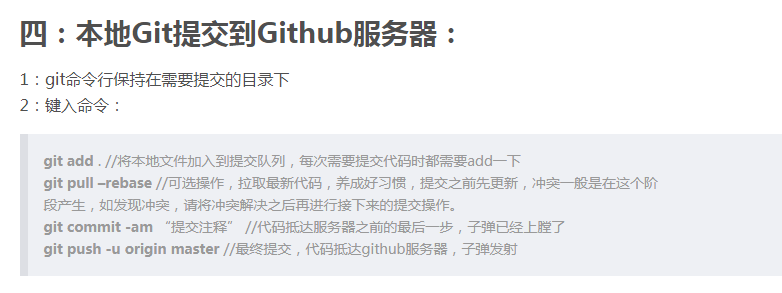 四：本地Git提交到Github服务器：
1：git命令行保持在需要提交的目录下
2：键入命令：
git add . //将本地文件加入到提交队列，每次需要提交代码时都需要add一下
git pull –rebase //可选操作，拉取最新代码，养成好习惯，提交之前先更新，冲突一般是在这个阶
段产生，如发现冲突，请将冲突解决之后再进行接下来的提交操作。
git commit -am “提交注释” //代码抵达服务器之前的最后一步，子弹已经上膛了
git push -u origin master //最终提交，代码抵达github服务器，子弹发射